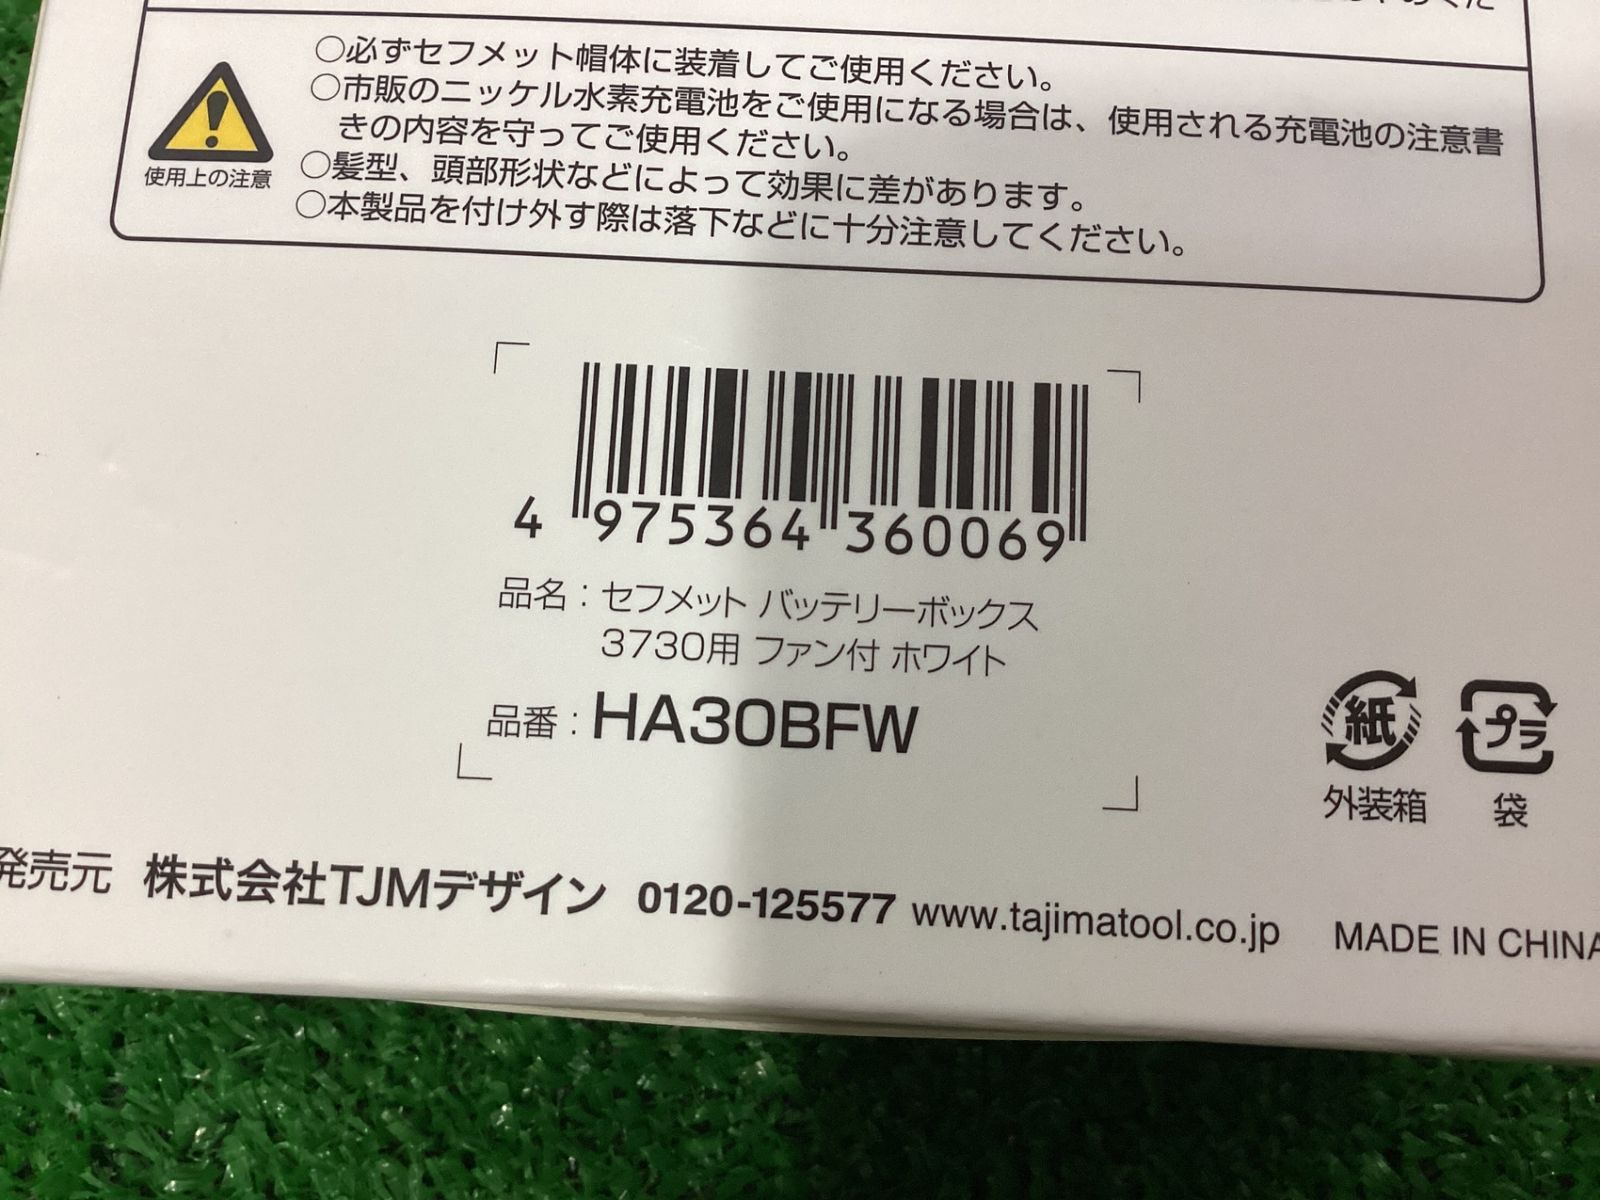 ○必ずセフメット帽体に装着してご使用ください。
○市販のニッケル水素充電池をご使用になる場合は、使用される充電池の注意書
きの内容を守ってご使用ください。
○髪型、頭部形状などによって効果に差があります。
○本製品を付け外す際は落下などに十分注意してください。
使用上の注意
4 975364 360069
品名：セフメット バッテリーボックス
3730用 ファン付 ホワイト
品番：HA30BFW
紙 プラ
外装箱 袋
発売元 株式会社TJMデザイン 0120-125577 www.tajimatool.co.jp MADE IN CHINA